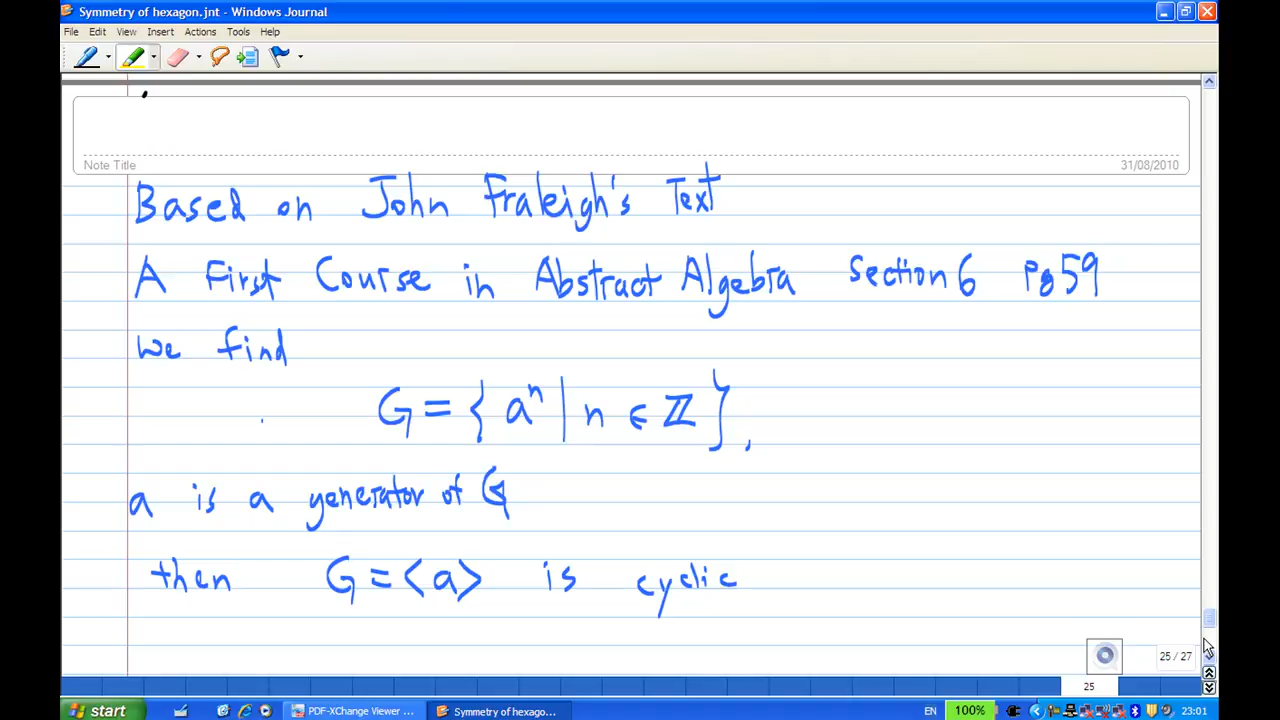 Symmetry of hexagon.jnt - Windows Journal
File Edit View Insert Actions Tools Help
Note Title
31/08/2010
Based on John Fraleigh's Text
A First Course in Abstract Algebra Section 6 Pg 59
we find
G = { aⁿ | n ∈ ℤ }.
a is a generator of G
then G = <a> is cyclic
25 / 27
25
start PDF-XChange Viewer ... Symmetry of hexago... EN 100% 23:01